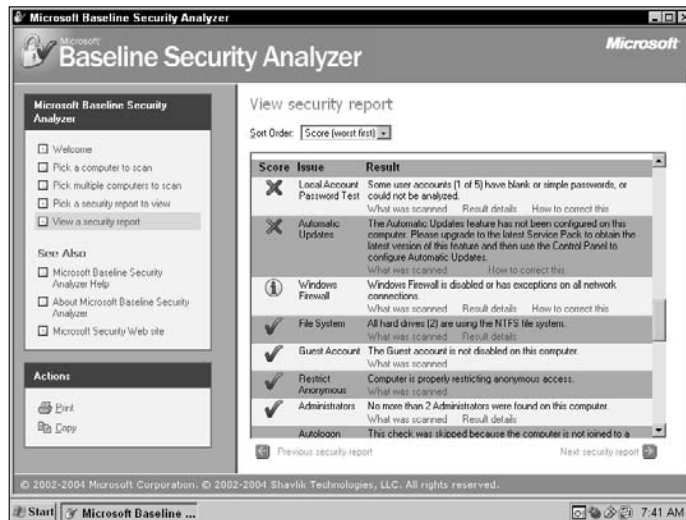 Microsoft Baseline Security Analyzer
Microsoft
Baseline Security Analyzer
Microsoft
Microsoft Baseline Security
Analyzer
Welcome
Pick a computer to scan
Pick multiple computers to scan
Pick a security report to view
View a security report
See Also
Microsoft Baseline Security
Analyzer Help
About Microsoft Baseline Security
Analyzer
Microsoft Security Web site
Actions
Print
Copy
View security report
Sort Order: Score (worst first)
Score Issue Result
Local Account
Password Test
Some user accounts (1 of 5) have blank or simple passwords, or
could not be analyzed.
What was scanned Result details How to correct this
Automatic
Updates
The Automatic Updates feature has not been configured on this
computer. Please upgrade to the latest Service Pack to obtain the
latest version of this feature and then use the Control Panel to
configure Automatic Updates.
What was scanned How to correct this
Windows
Firewall
Windows Firewall is disabled or has exceptions on all network
connections.
What was scanned Result details How to correct this
File System
All hard drives (2) are using the NTFS file system.
What was scanned Result details
Guest Account
The Guest account is not disabled on this computer.
What was scanned
Restrict
Anonymous
Computer is properly restricting anonymous access.
What was scanned
Administrators
No more than 2 Administrators were found on this computer.
What was scanned Result details
Autologon
This check was skipped because the computer is not joined to a
Previous security report
Next security report
© 2002-2004 Microsoft Corporation. © 2002-2004 Shavlik Technologies, LLC. All rights reserved.
Start
Microsoft Baseline ...
7:41 AM